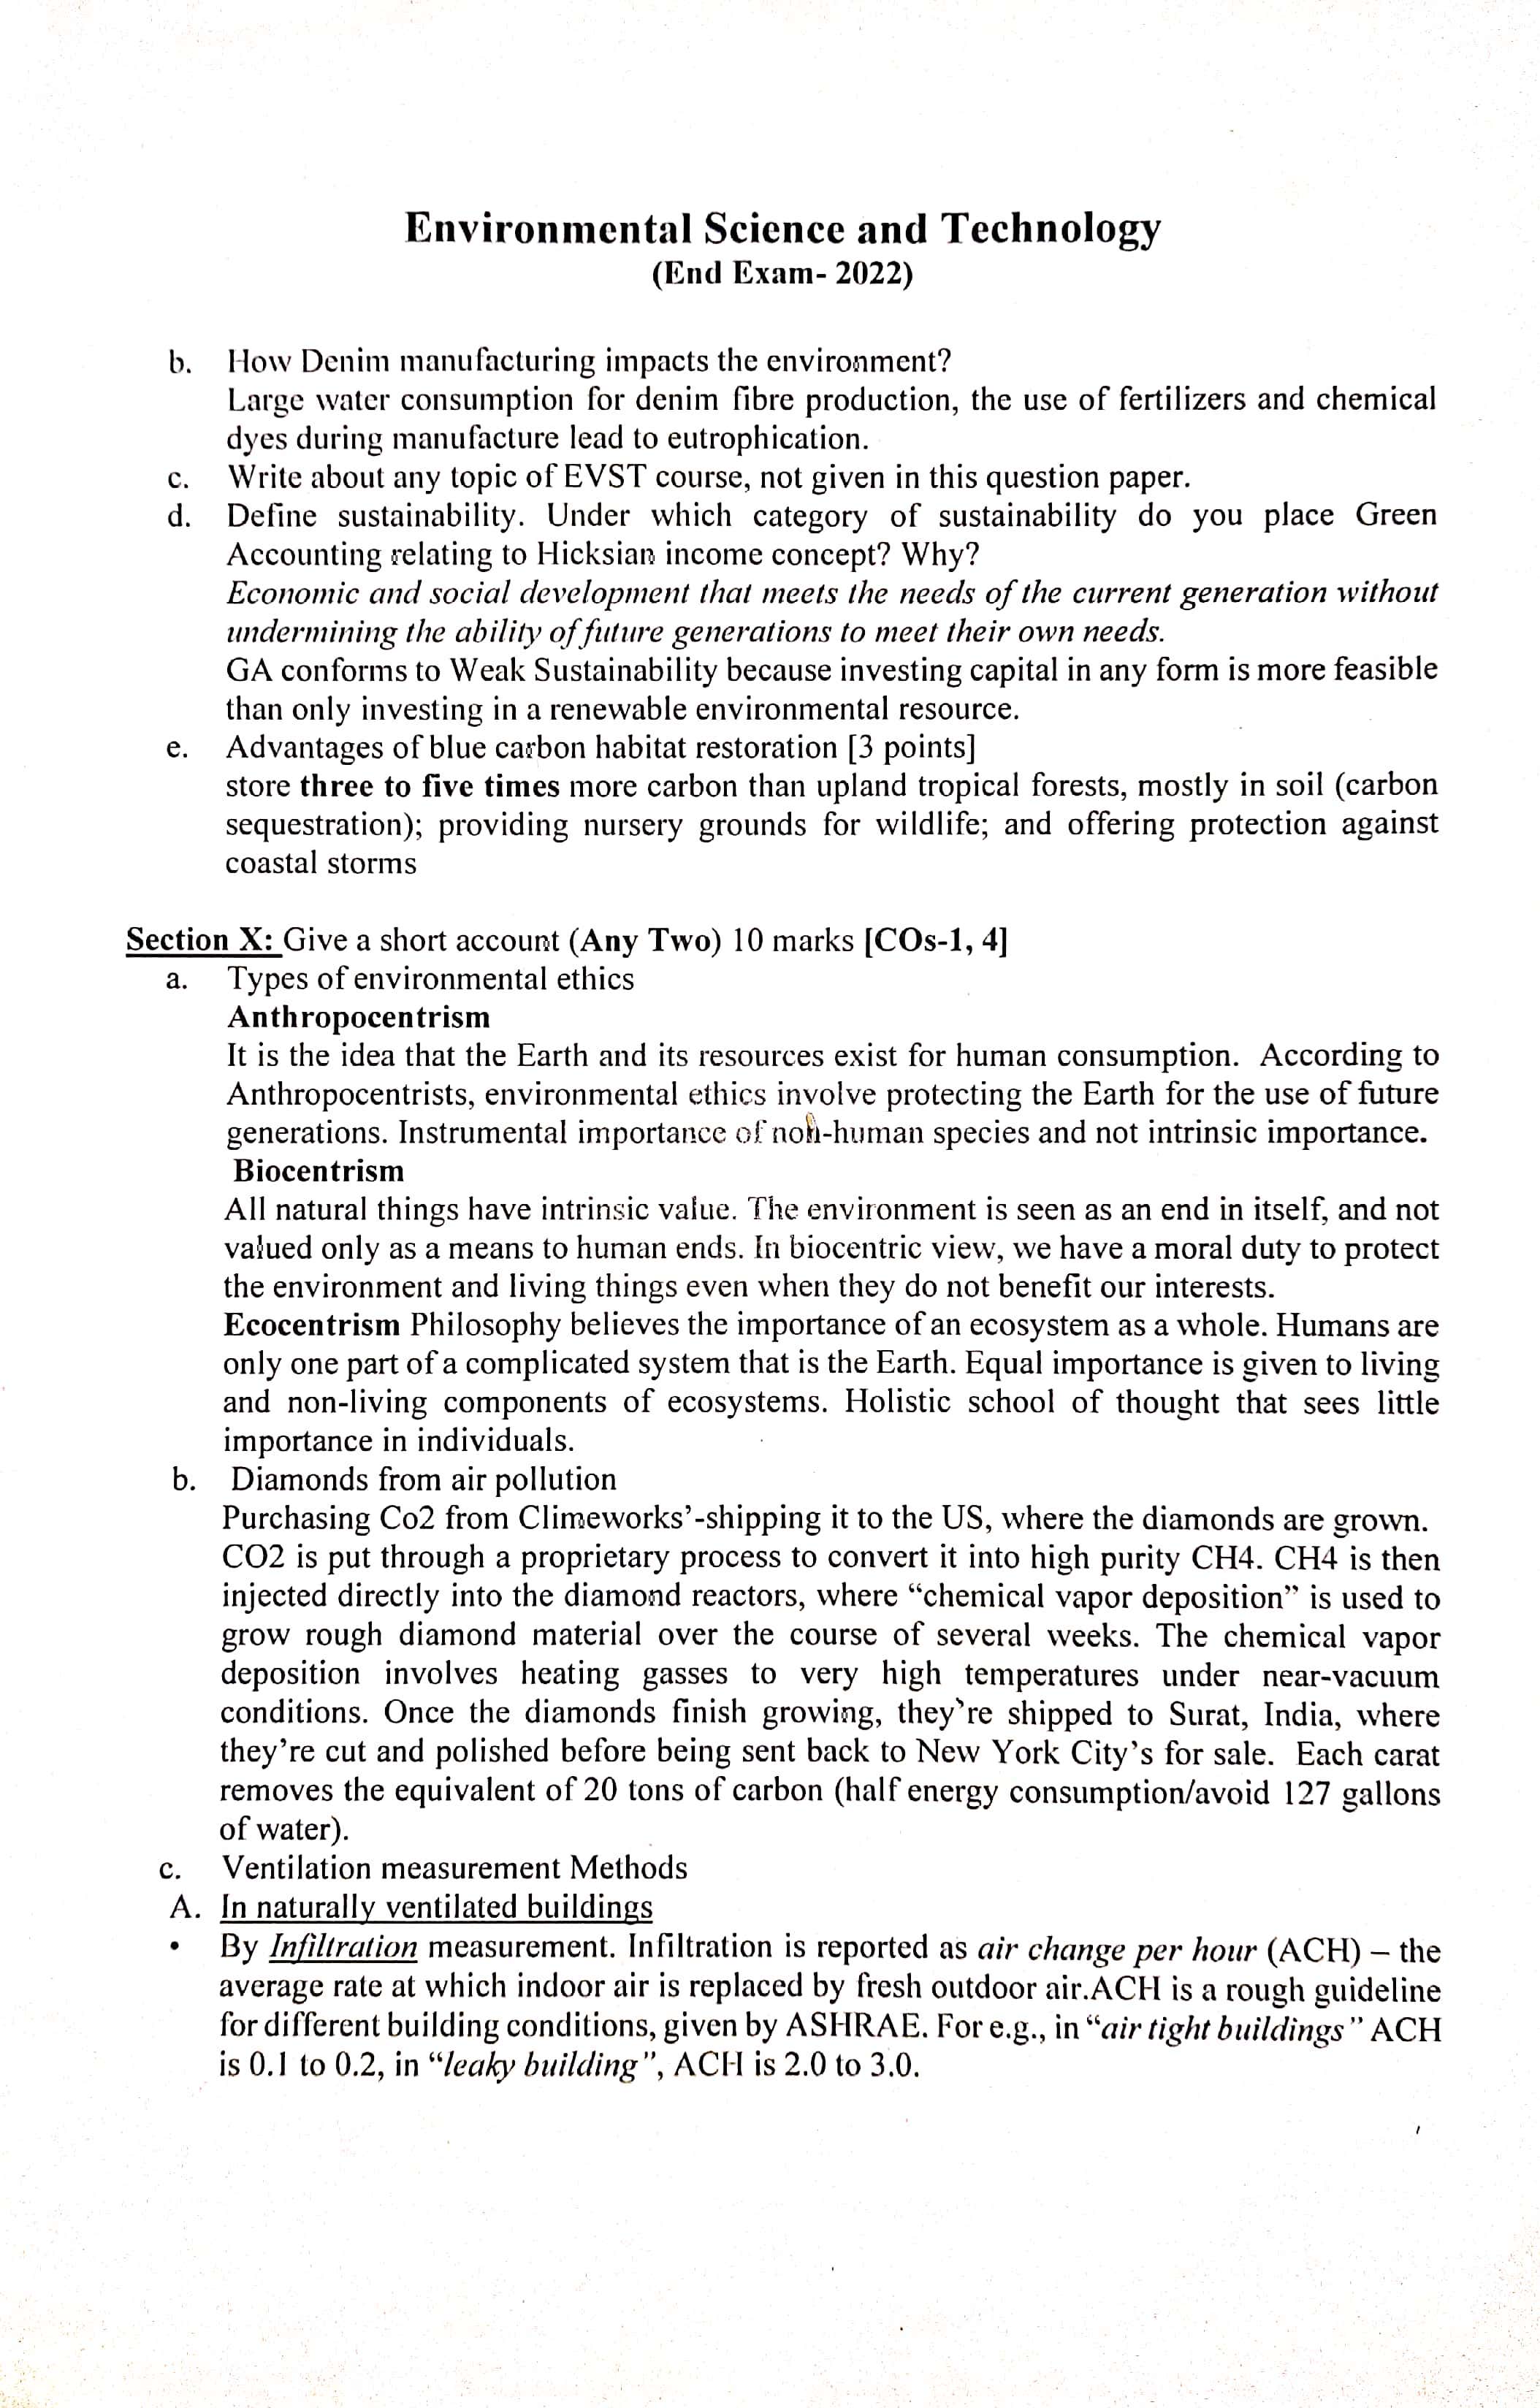 Environmental Science and Technology
(End Exam- 2022)
b. How Denim manufacturing impacts the environment?
Large water consumption for denim fibre production, the use of fertilizers and chemical
dyes during manufacture lead to eutrophication.
c. Write about any topic of EVST course, not given in this question paper.
d. Define sustainability. Under which category of sustainability do you place Green
Accounting relating to Hicksian income concept? Why?
Economic and social development that meets the needs of the current generation without
undermining the ability of future generations to meet their own needs.
GA conforms to Weak Sustainability because investing capital in any form is more feasible
than only investing in a renewable environmental resource.
e. Advantages of blue carbon habitat restoration [3 points]
store three to five times more carbon than upland tropical forests, mostly in soil (carbon
sequestration); providing nursery grounds for wildlife; and offering protection against
coastal storms
Section X: Give a short account (Any Two) 10 marks [COs-1, 4]
a. Types of environmental ethics
Anthropocentrism
It is the idea that the Earth and its resources exist for human consumption. According to
Anthropocentrists, environmental ethics involve protecting the Earth for the use of future
generations. Instrumental importance of non-human species and not intrinsic importance.
Biocentrism
All natural things have intrinsic value. The environment is seen as an end in itself, and not
valued only as a means to human ends. In biocentric view, we have a moral duty to protect
the environment and living things even when they do not benefit our interests.
Ecocentrism Philosophy believes the importance of an ecosystem as a whole. Humans are
only one part of a complicated system that is the Earth. Equal importance is given to living
and non-living components of ecosystems. Holistic school of thought that sees little
importance in individuals.
b. Diamonds from air pollution
Purchasing Co2 from Climeworks'-shipping it to the US, where the diamonds are grown.
CO2 is put through a proprietary process to convert it into high purity CH4. CH4 is then
injected directly into the diamond reactors, where “chemical vapor deposition” is used to
grow rough diamond material over the course of several weeks. The chemical vapor
deposition involves heating gasses to very high temperatures under near-vacuum
conditions. Once the diamonds finish growing, they're shipped to Surat, India, where
they're cut and polished before being sent back to New York City's for sale. Each carat
removes the equivalent of 20 tons of carbon (half energy consumption/avoid 127 gallons
of water).
c. Ventilation measurement Methods
A. In naturally ventilated buildings
• By Infiltration measurement. Infiltration is reported as air change per hour (ACH) – the
average rate at which indoor air is replaced by fresh outdoor air.ACH is a rough guideline
for different building conditions, given by ASHRAE. For e.g., in “air tight buildings” ACH
is 0.1 to 0.2, in “leaky building”, ACH is 2.0 to 3.0.